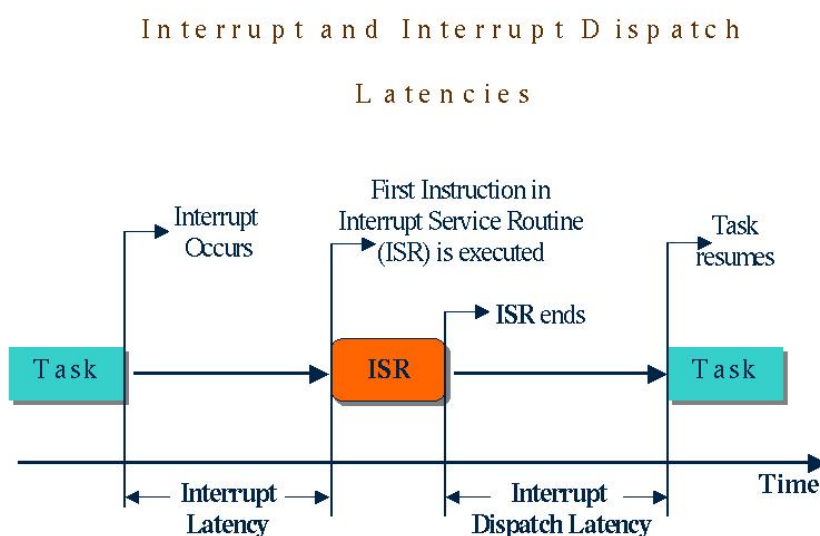 Interrupt and Interrupt Dispatch
Latencies
Interrupt
Occurs
First Instruction in
Interrupt Service Routine
(ISR) is executed
Task
resumes
ISR ends
Task
ISR
Task
Time
Interrupt
Latency
Interrupt
Dispatch Latency